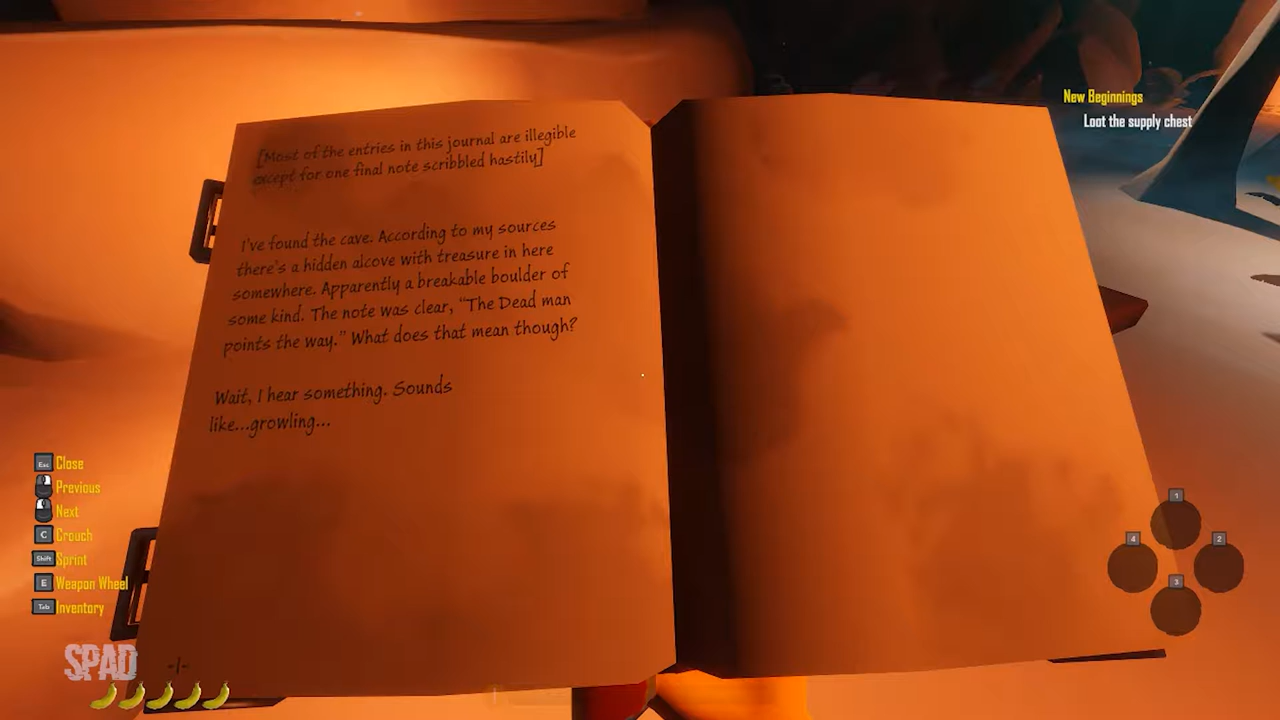 [Most of the entries in this journal are illegible
except for one final note scribbled hastily]
I've found the cave. According to my sources
there's a hidden alcove with treasure in here
somewhere. Apparently a breakable boulder of
some kind. The note was clear, "The Dead man
points the way." What does that mean though?
Wait, I hear something. Sounds
like...growling...
-1-
New Beginnings
Loot the supply chest
Esc Close
Previous
Next
C Crouch
Shift Sprint
E Weapon Wheel
Tab Inventory
SPAD
1
4
2
3